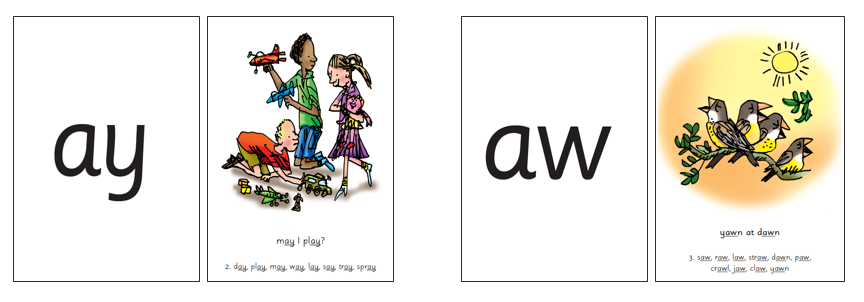 ay
may I play?
2. day, play, may, way, lay, say, tray, spray
aw
yawn at dawn
3. saw, raw, law, straw, dawn, paw,
crawl, jaw, claw, yawn